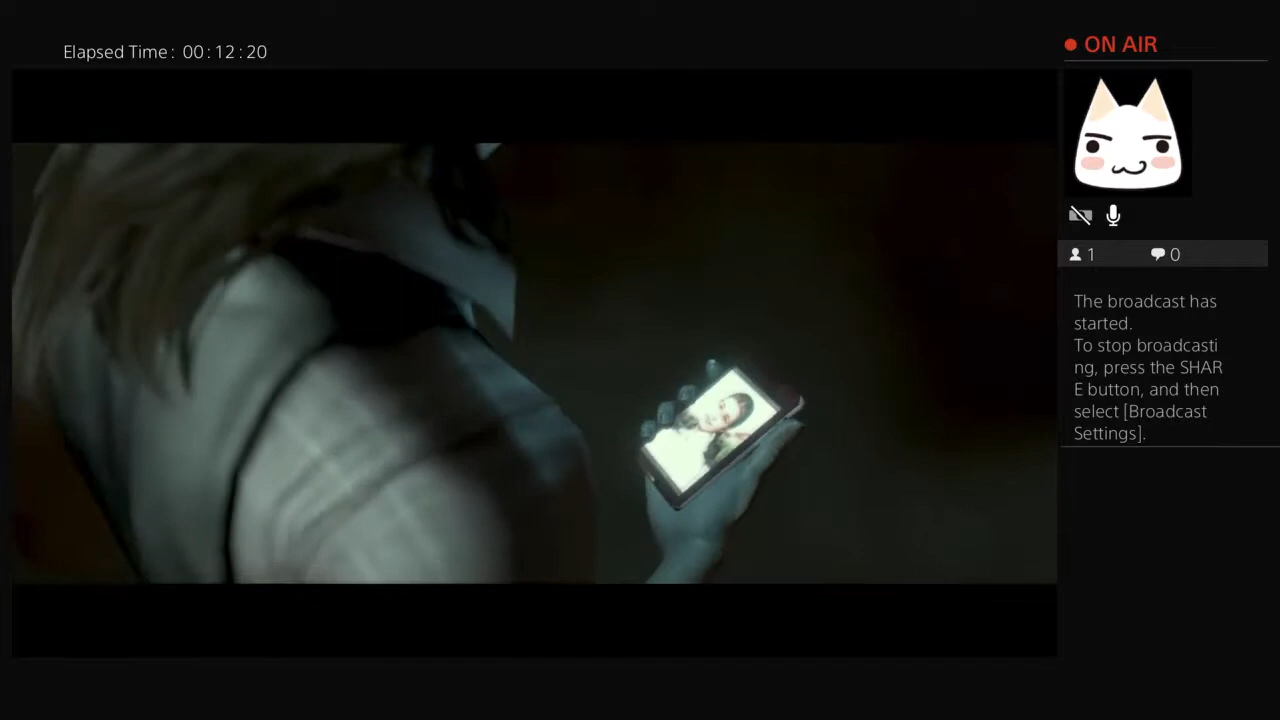 Elapsed Time: 00:12:20
ON AIR
1
0
The broadcast has
started.
To stop broadcasti
ng, press the SHAR
E button, and then
select [Broadcast
Settings].